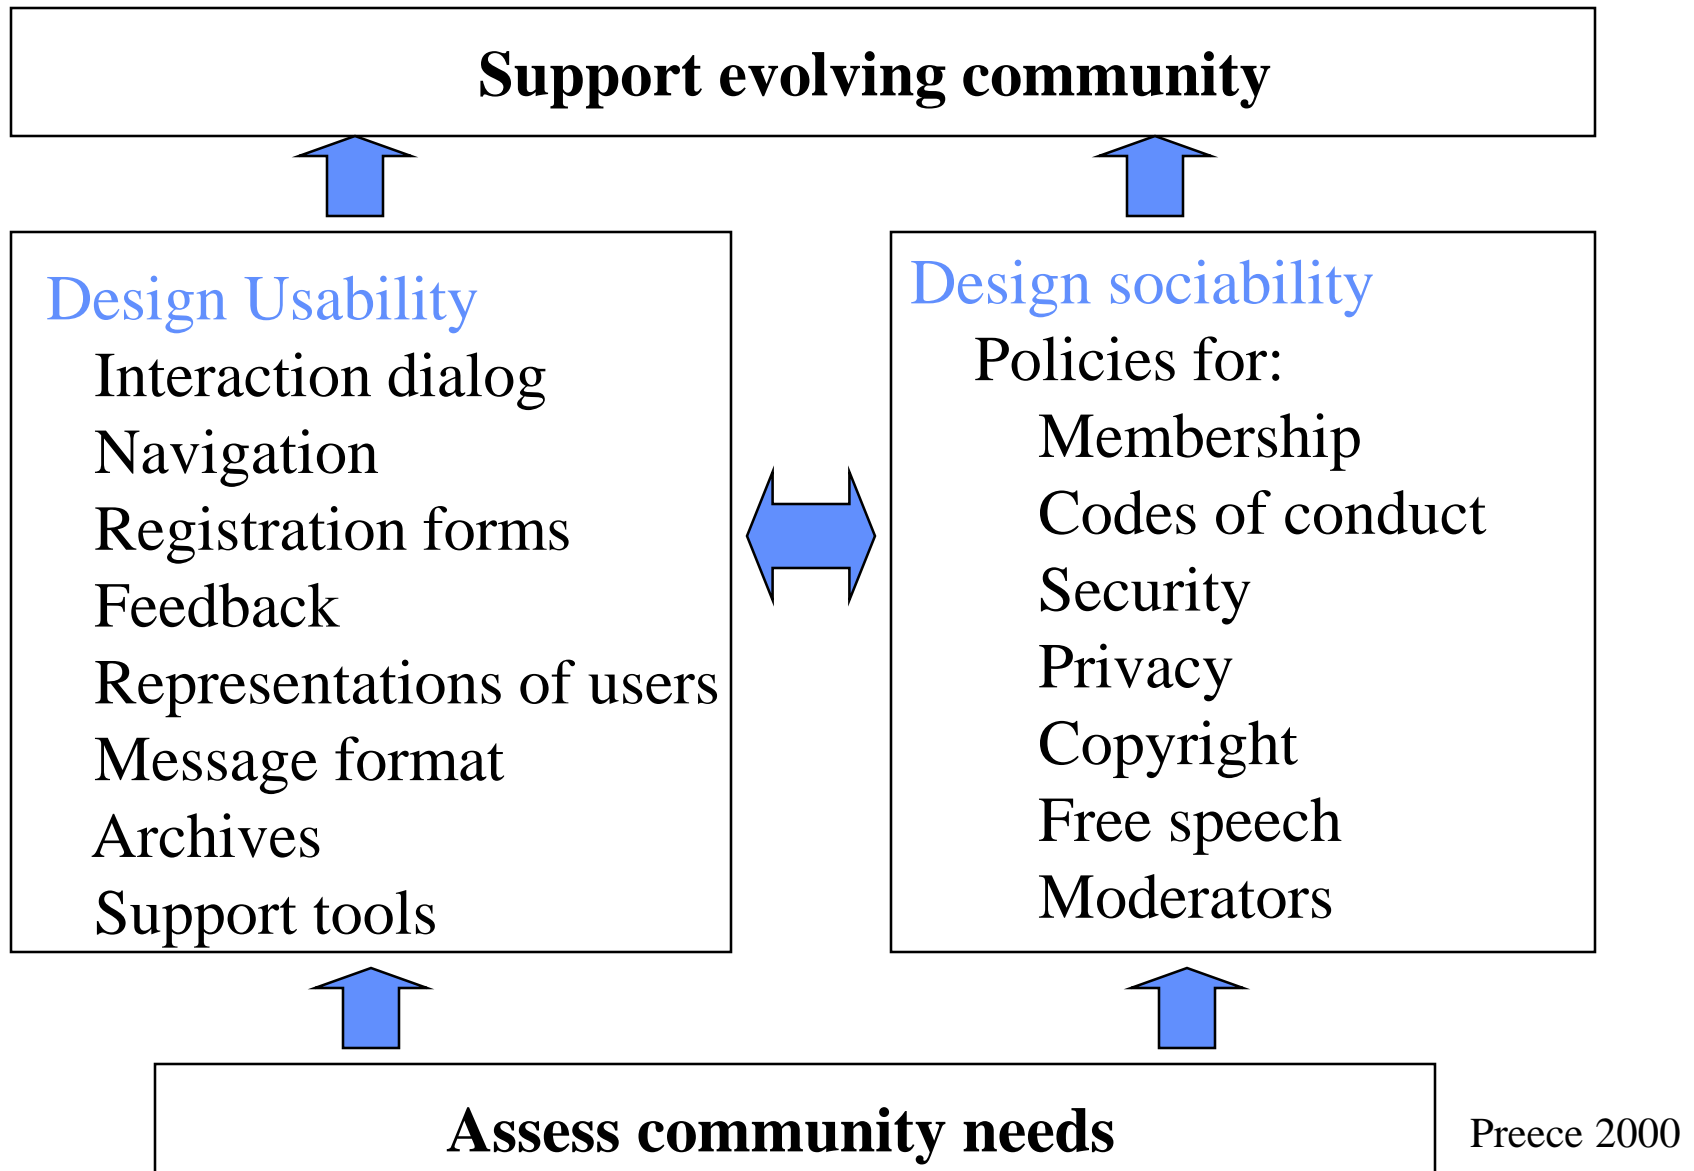 Support evolving community
Design Usability
Interaction dialog
Navigation
Registration forms
Feedback
Representations of users
Message format
Archives
Support tools
Design sociability
Policies for:
Membership
Codes of conduct
Security
Privacy
Copyright
Free speech
Moderators
Assess community needs
Preece 2000